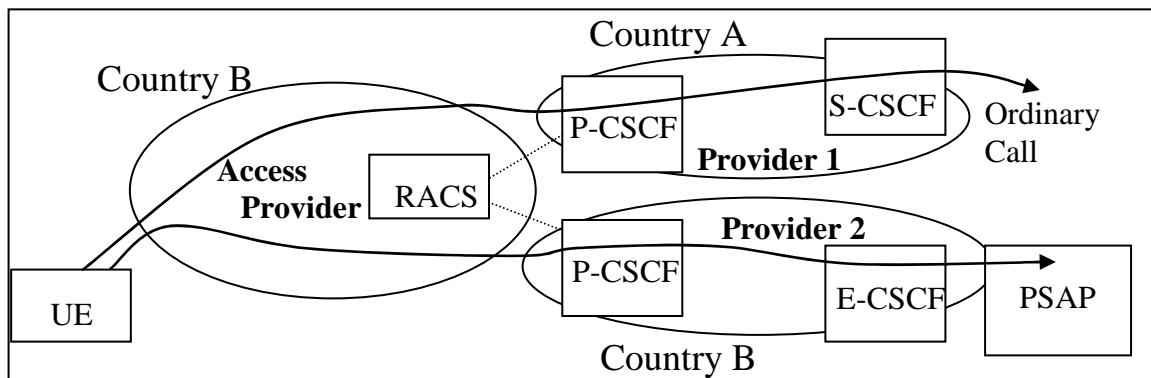 Country A
Country B
P-CSCF
S-CSCF
Ordinary
Call
Provider 1
Access
Provider
RACS
Provider 2
P-CSCF
E-CSCF
PSAP
UE
Country B